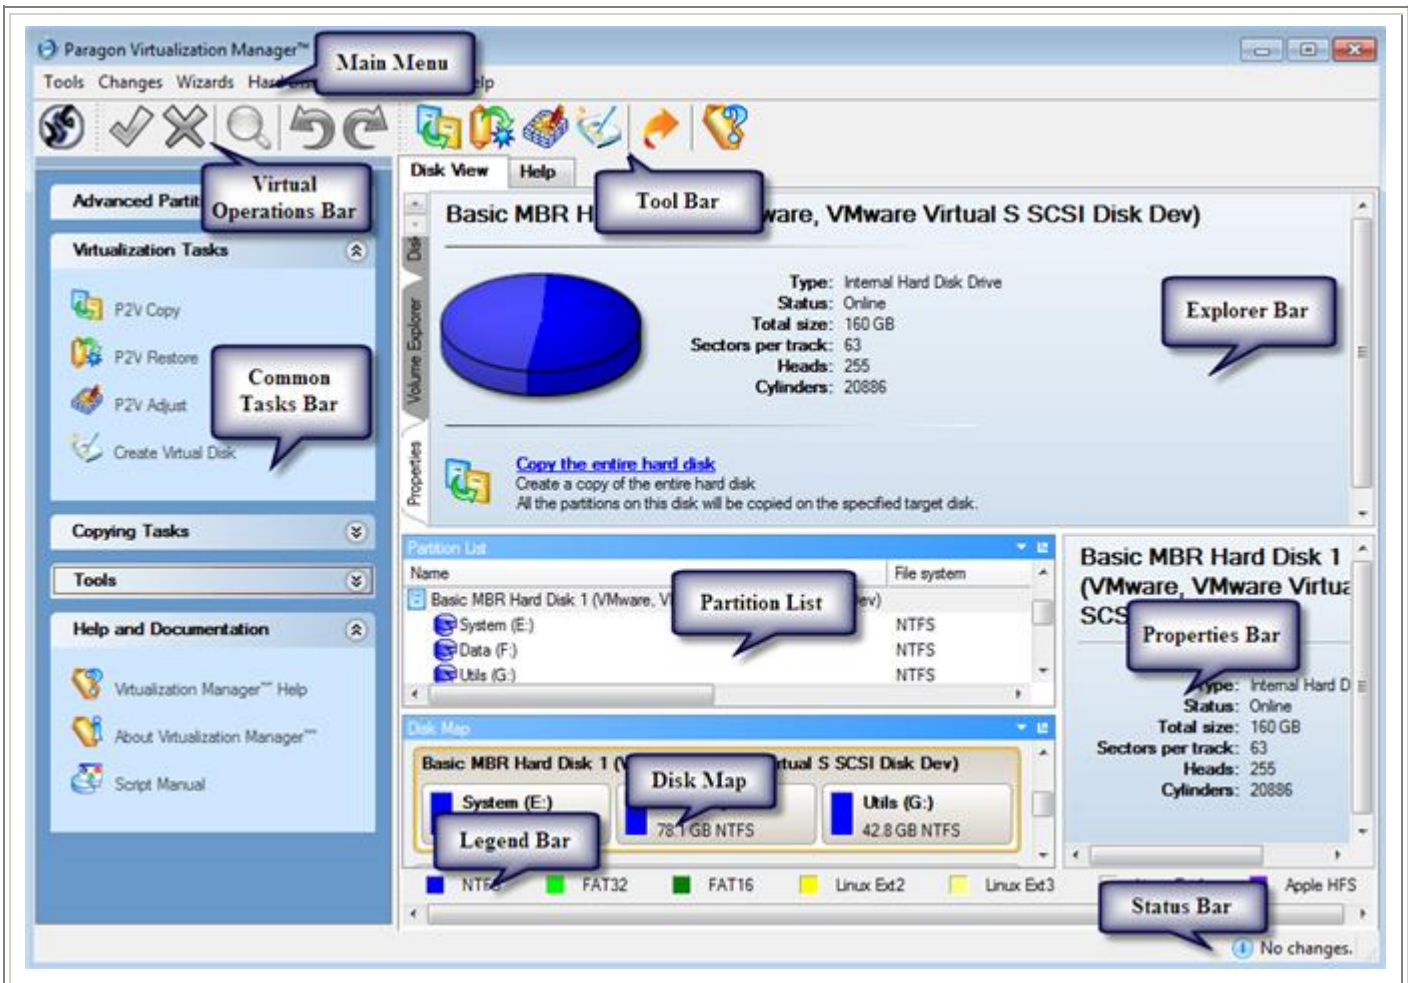 Paragon Virtualization Manager™
Main Menu
Tools Changes Wizards
Virtual
Operations Bar
Tool Bar
Disk View Help
Advanced
Virtualization Tasks
P2V Copy
P2V Restore
P2V Adjust
Create Virtual Disk
Common
Tasks Bar
Copying Tasks
Tools
Help and Documentation
Virtualization Manager™ Help
About Virtualization Manager™
Script Manual
Basic MBR VMware Virtual S SCSI Disk Dev)
Disk
Volume Explorer
Properties
Type: Internal Hard Disk Drive
Status: Online
Total size: 160 GB
Sectors per track: 63
Heads: 255
Cylinders: 20886
Explorer Bar
Copy the entire hard disk
Create a copy of the entire hard disk
All the partitions on this disk will be copied on the specified target disk.
Partition List
Name File system
Basic MBR Hard Disk 1 (VMware,
Partition List
System (E:) NTFS
Data (F:) NTFS
Utils (G:) NTFS
Disk Map
Basic MBR Hard Disk 1 S SCSI Disk Dev)
Disk Map
System (E:)
78.1 GB NTFS
Utils (G:)
42.8 GB NTFS
Legend Bar
Basic MBR Hard Disk 1
(VMware, VMware
Properties Bar
Type: Internal Hard D
Status: Online
Total size: 160 GB
Sectors per track: 63
Heads: 255
Cylinders: 20886
NTFS FAT32 FAT16 Linux Ext2 Linux Ext3 Apple HFS
Status Bar
No changes.